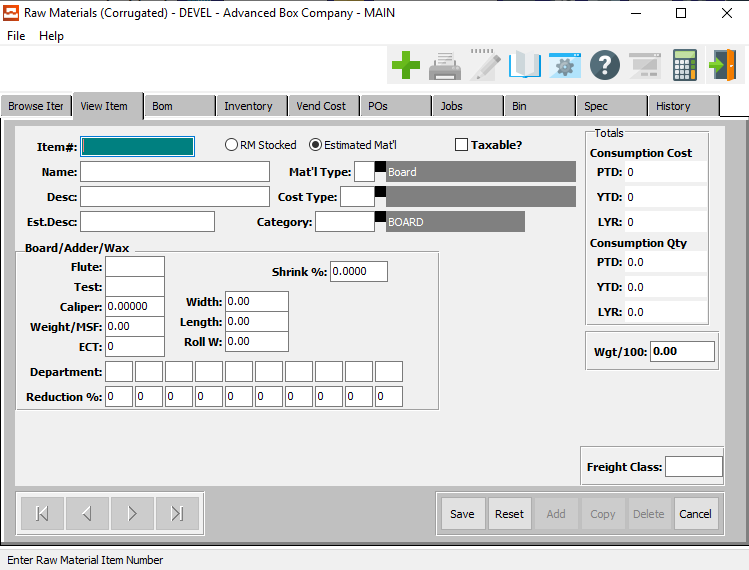 Raw Materials (Corrugated) - DEVEL - Advanced Box Company - MAIN
File Help
Browse Iter View Item Bom Inventory Vend Cost POs Jobs Bin Spec History
Item#: RM Stocked Estimated Mat'l Taxable?
Name: Mat'l Type: Board
Desc: Cost Type:
Est.Desc: Category: BOARD
Totals
Consumption Cost
PTD: 0
YTD: 0
LYR: 0
Consumption Qty
PTD: 0.0
YTD: 0.0
LYR: 0.0
Board/Adder/Wax
Flute: Shrink %: 0.0000
Test:
Caliper: 0.00000 Width: 0.00
Weight/MSF: 0.00 Length: 0.00
ECT: 0 Roll W: 0.00
Wgt/100: 0.00
Department:
Reduction %: 0 0 0 0 0 0 0 0 0 0
Freight Class:
Save Reset Add Copy Delete Cancel
Enter Raw Material Item Number